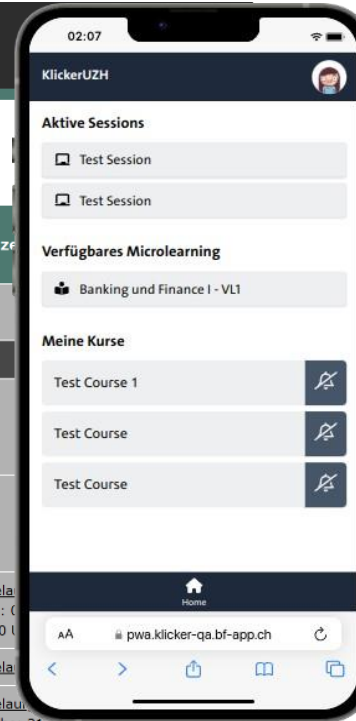 02:07
KlickerUZH
Aktive Sessions
Test Session
Test Session
Verfügbares Microlearning
Banking und Finance I - VL1
Meine Kurse
Test Course 1
Test Course
Test Course
Home
AA pwa.klicker-qa.bf-app.ch